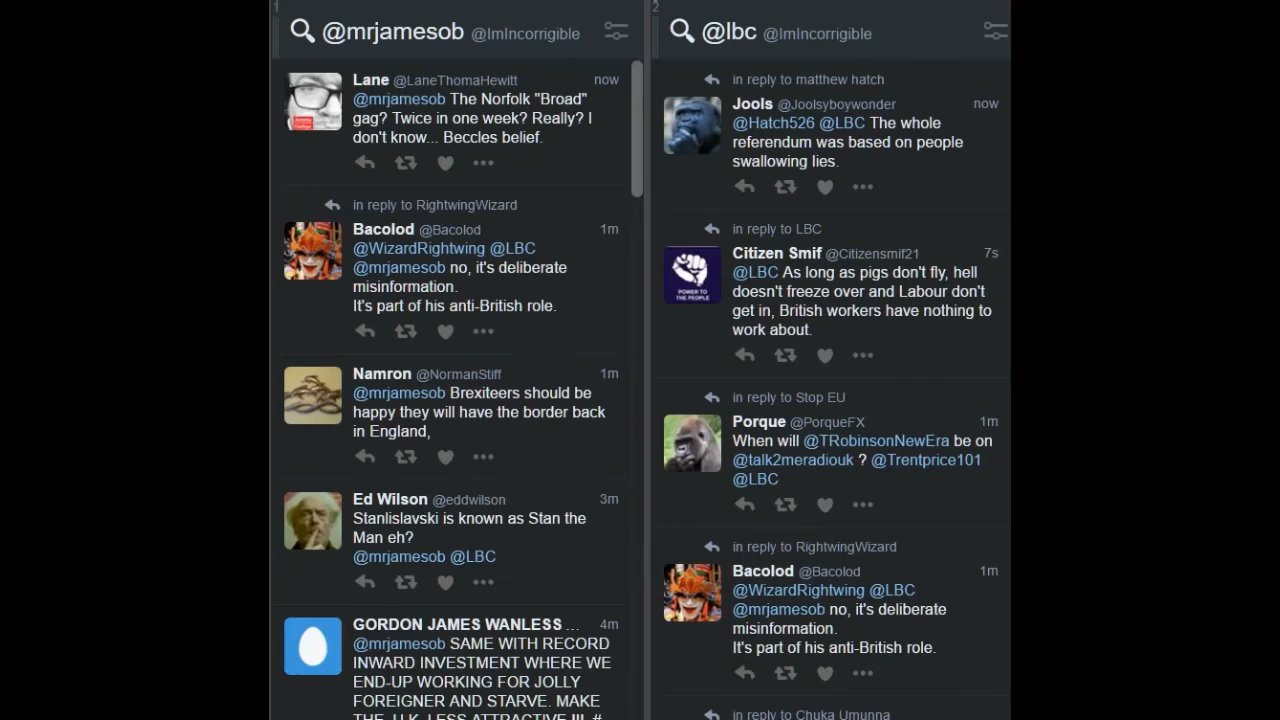 1
@mrjamesob @ImIncorrigible
Lane @LaneThomaHewitt now
@mrjamesob The Norfolk "Broad"
gag? Twice in one week? Really? I
don't know... Beccles belief.
in reply to RightwingWizard
Bacolod @Bacolod 1m
@WizardRightwing @LBC
@mrjamesob no, it's deliberate
misinformation.
It's part of his anti-British role.
Namron @NormanStiff 1m
@mrjamesob Brexiteers should be
happy they will have the border back
in England,
Ed Wilson @eddwilson 3m
Stanlislavski is known as Stan the
Man eh?
@mrjamesob @LBC
GORDON JAMES WANLESS ... 4m
@mrjamesob SAME WITH RECORD
INWARD INVESTMENT WHERE WE
END-UP WORKING FOR JOLLY
FOREIGNER AND STARVE. MAKE
THE U.K. LESS ATTRACTIVE !!! #
2
@lbc @ImIncorrigible
in reply to matthew hatch
Jools @Joolsyboywonder now
@Hatch526 @LBC The whole
referendum was based on people
swallowing lies.
in reply to LBC
Citizen Smif @Citizensmif21 7s
POWER TO
THE PEOPLE
@LBC As long as pigs don't fly, hell
doesn't freeze over and Labour don't
get in, British workers have nothing to
work about.
in reply to Stop EU
Porque @PorqueFX 1m
When will @TRobinsonNewEra be on
@talk2meradiouk ? @Trentprice101
@LBC
in reply to RightwingWizard
Bacolod @Bacolod 1m
@WizardRightwing @LBC
@mrjamesob no, it's deliberate
misinformation.
It's part of his anti-British role.
in reply to Chuka Umunna